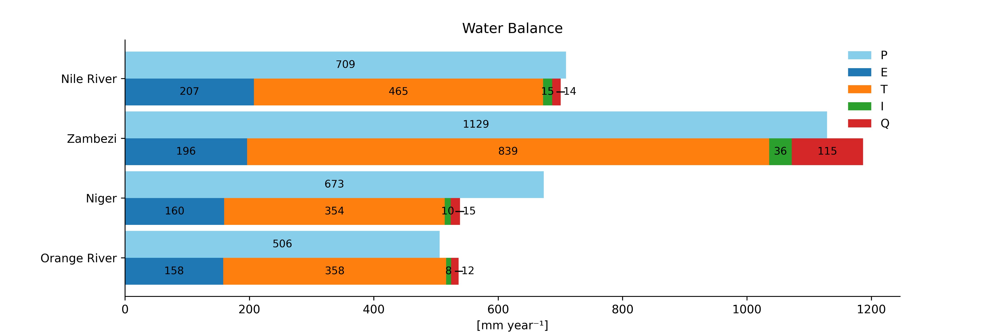 Water Balance
P
E
T
I
Q
Nile River
709
207 465 15 14
Zambezi
1129
196 839 36 115
Niger
673
160 354 10 15
Orange River
506
158 358 8 12
0 200 400 600 800 1000 1200
[mm year⁻¹]